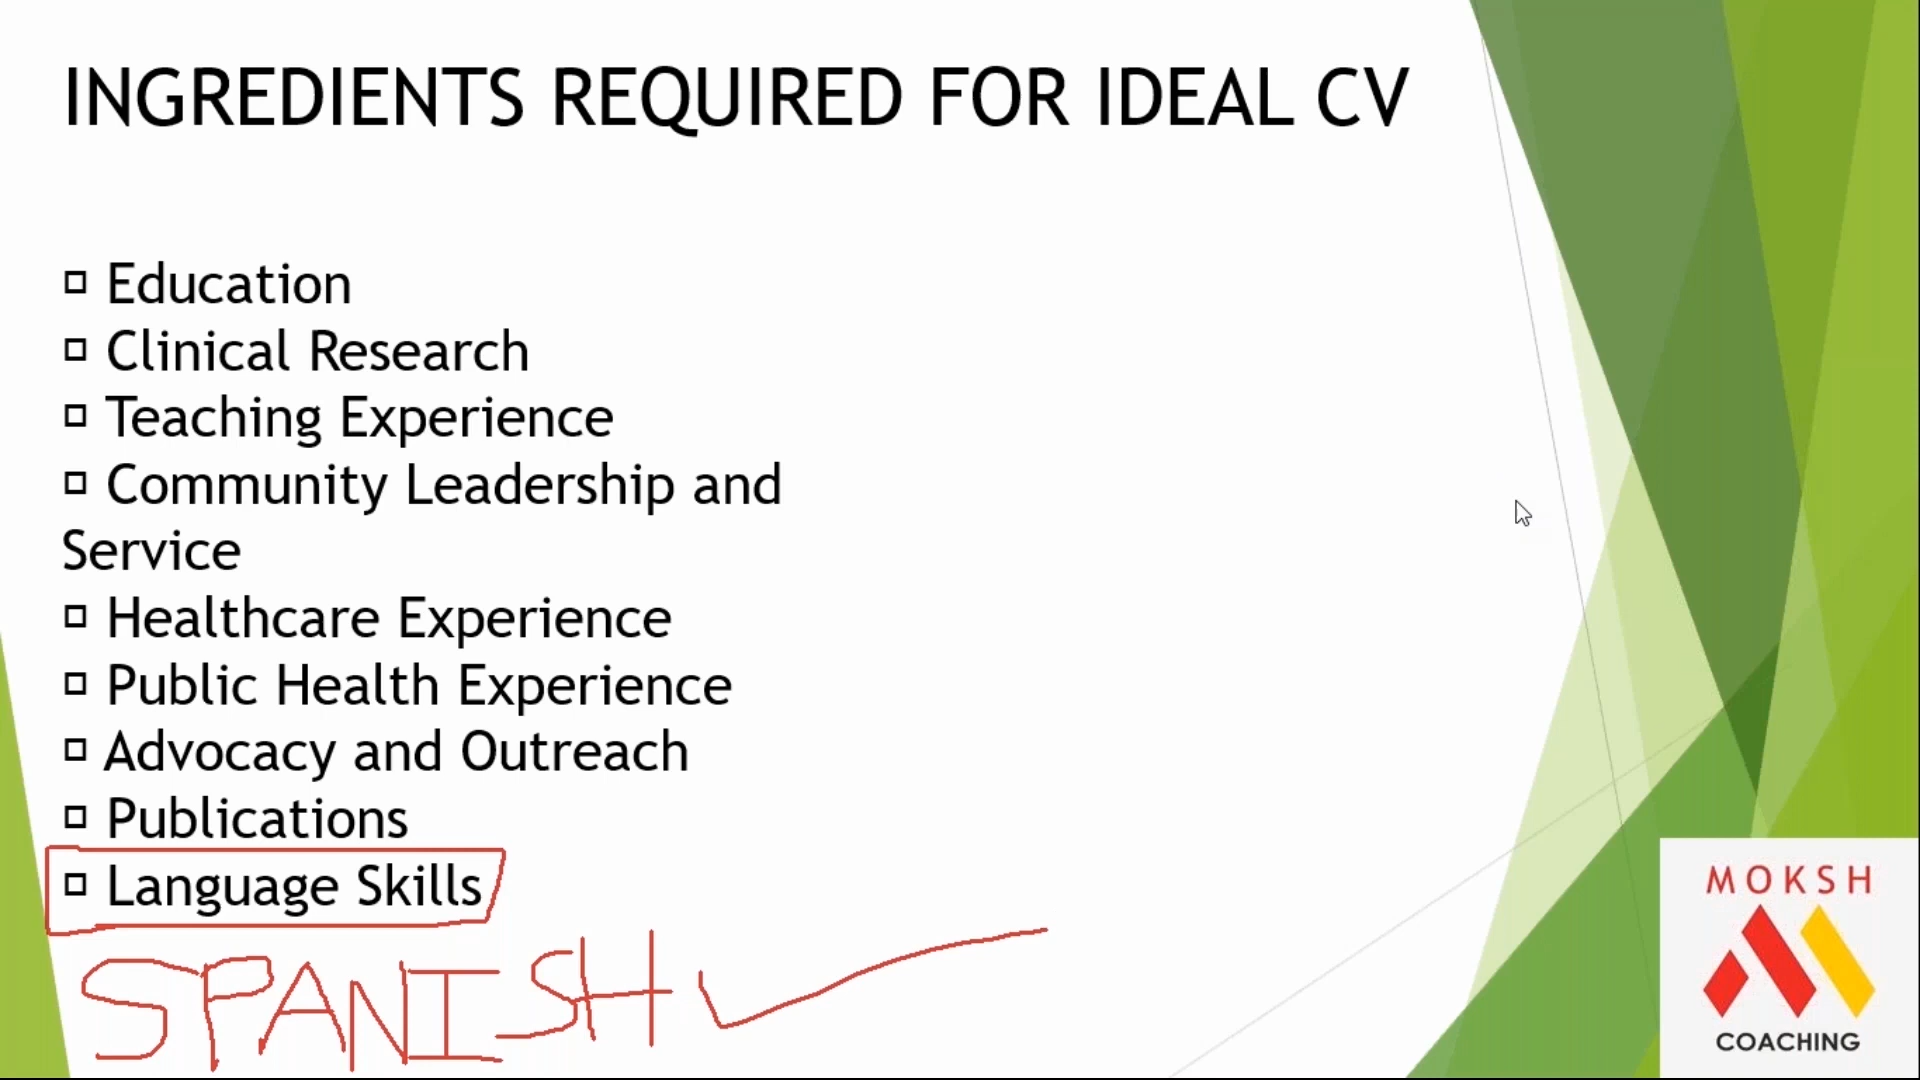 INGREDIENTS REQUIRED FOR IDEAL CV
Education
Clinical Research
Teaching Experience
Community Leadership and
Service
Healthcare Experience
Public Health Experience
Advocacy and Outreach
Publications
Language Skills
SPANISH
MOKSH
COACHING